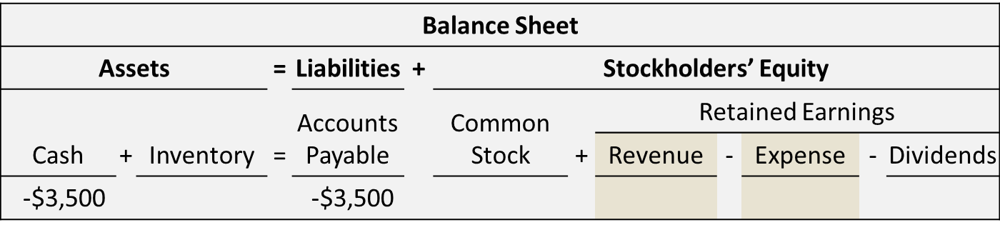 Balance Sheet
Assets = Liabilities + Stockholders’ Equity
Retained Earnings
Accounts Common
Cash + Inventory = Payable Stock + Revenue - Expense - Dividends
-$3,500 -$3,500